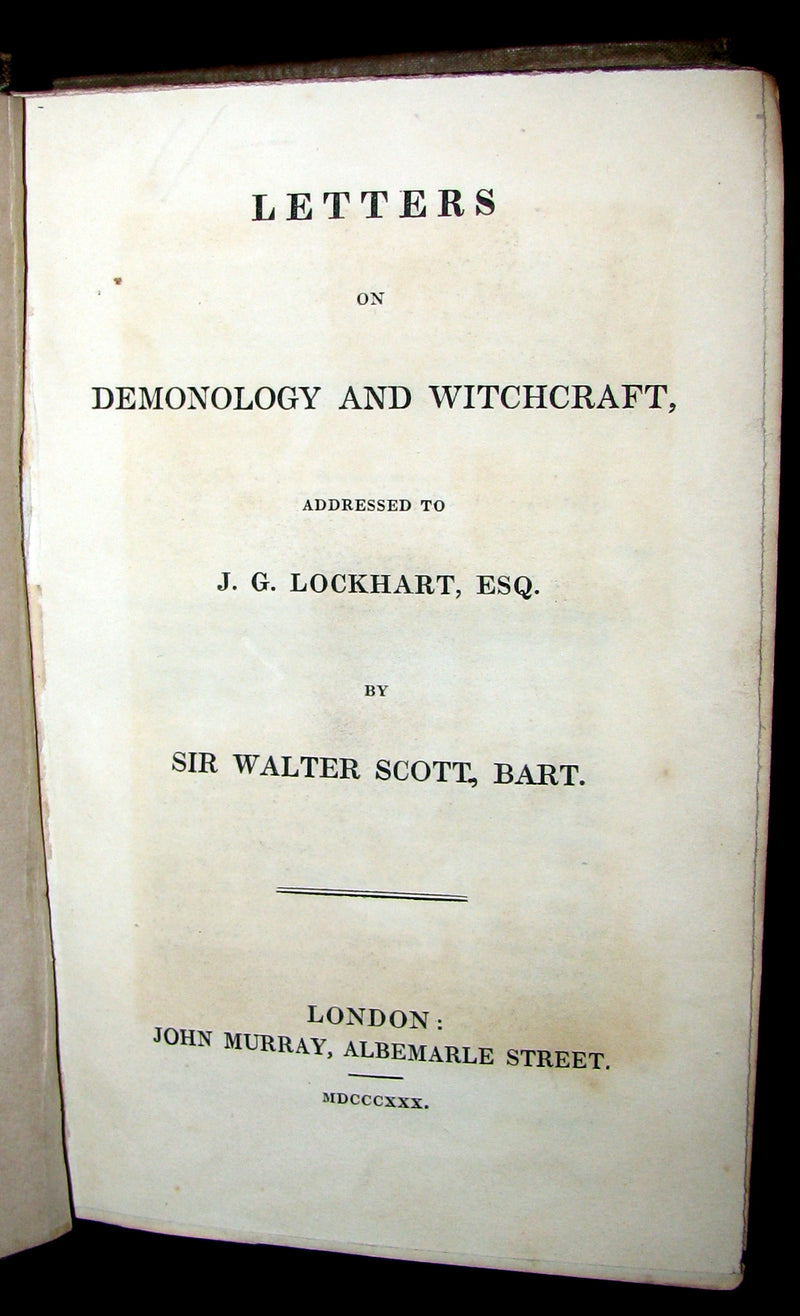 LETTERS
ON
DEMONOLOGY AND WITCHCRAFT,
ADDRESSED TO
J. G. LOCKHART, ESQ.
BY
SIR WALTER SCOTT, BART.
LONDON:
JOHN MURRAY, ALBEMARLE STREET.
MDCCCXXX.